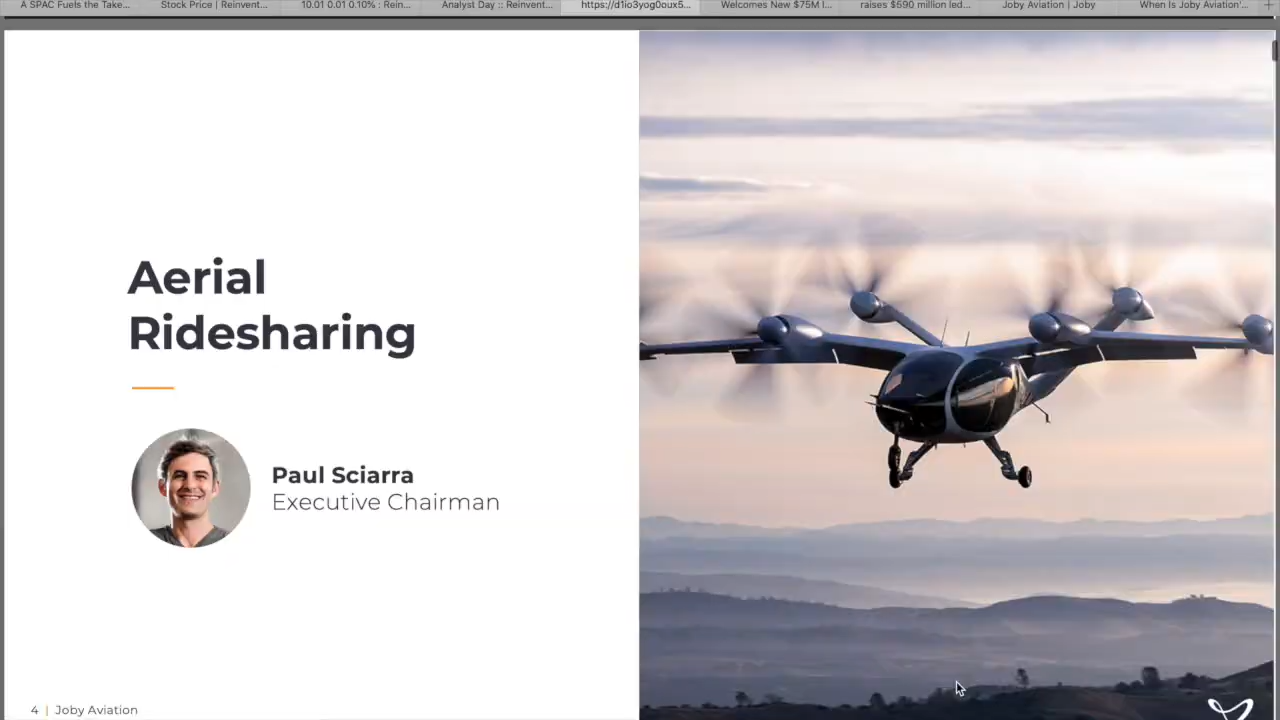 A SPAC Fuels the Take...
Stock Price | Reinvent...
10.01 0.01 0.10% : Rein...
Analyst Day :: Reinvent...
https://d1io3yog0oux5...
Welcomes New $75M I...
raises $590 million led...
Joby Aviation | Joby
When Is Joby Aviation'...
Aerial
Ridesharing
Paul Sciarra
Executive Chairman
4 | Joby Aviation